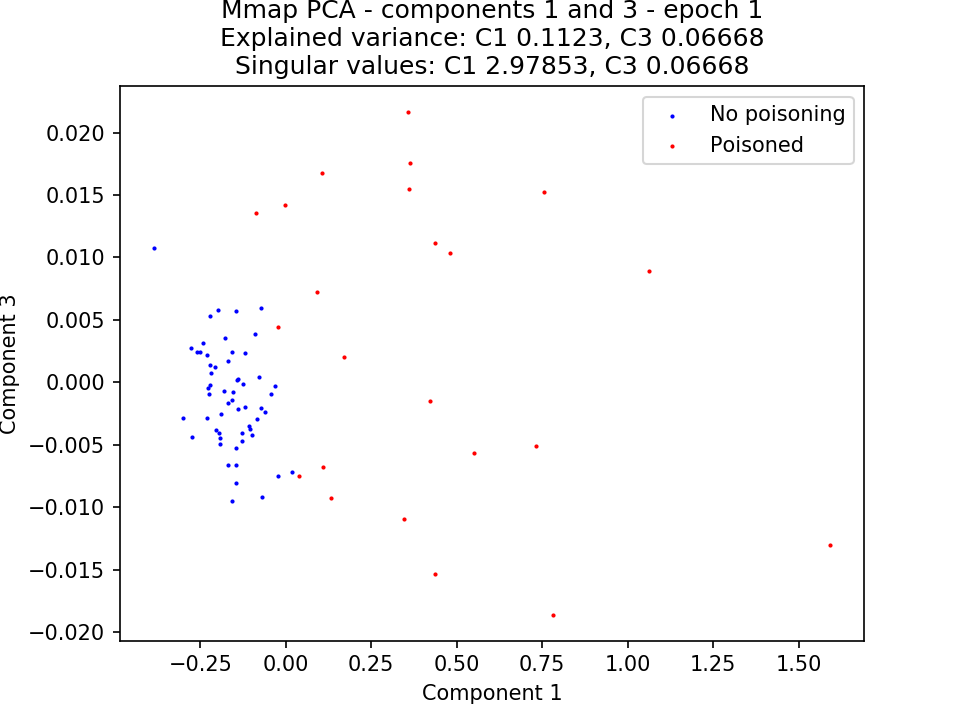 Mmap PCA - components 1 and 3 - epoch 1
Explained variance: C1 0.1123, C3 0.06668
Singular values: C1 2.97853, C3 0.06668
No poisoning
Poisoned
Component 3
0.020
0.015
0.010
0.005
0.000
−0.005
−0.010
−0.015
−0.020
−0.25 0.00 0.25 0.50 0.75 1.00 1.25 1.50
Component 1